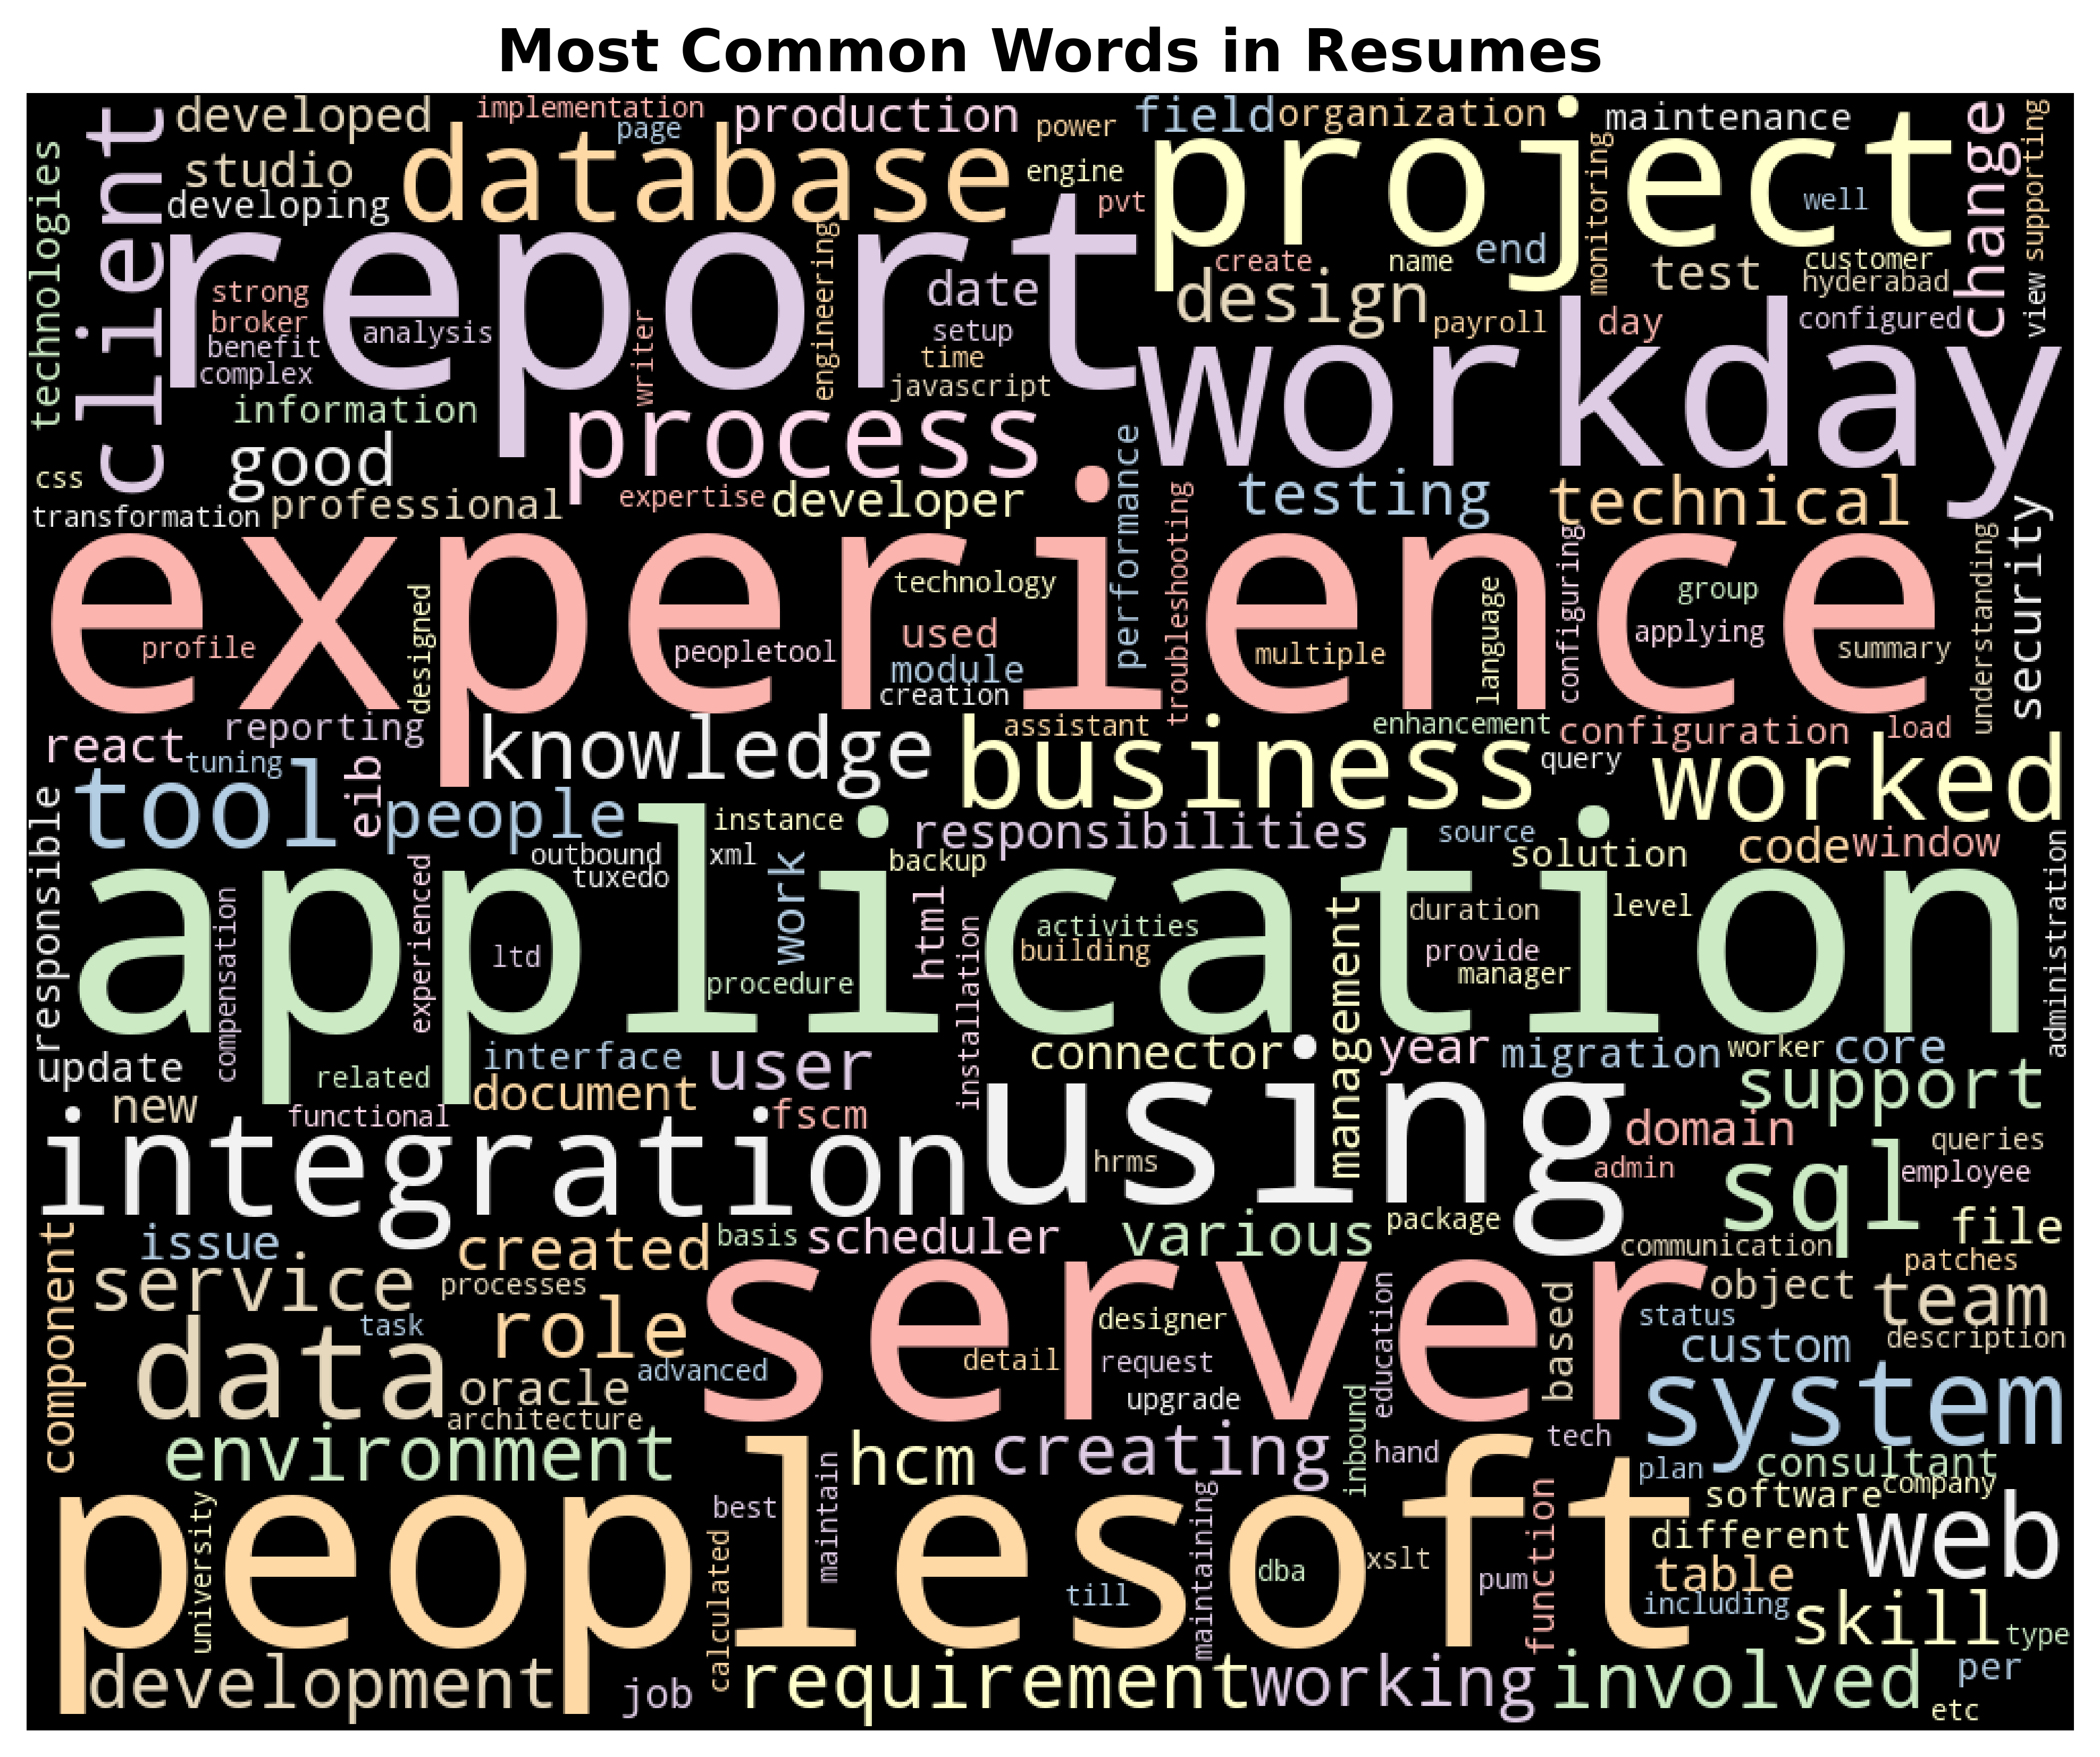 Most Common Words in Resumes
developed
implementation
page
production
power
field
organization
maintenance
client
technologies
studio
developing
database
engine
pvt
project
monitoring
well
change
supporting
view
report
strong
broker
benefit
complex
analysis
writer
engineering
date
setup
time
javascript
create
name
end
design
payroll
test
day
customer
hyderabad
configured
workday
information
good
process
css
transformation
professional
expertise
developer
performance
troubleshooting
testing
technical
configuring
understanding
security
experience
profile
designed
peopletool
technology
used
module
creation
multiple
language
group
applying
summary
react
reporting
tuning
knowledge
assistant
business
enhancement
query
configuration
load
worked
tool
eib
people
instance
responsibilities
source
solution
code
window
responsible
outbound
tuxedo
xml
backup
work
application
compensation
experienced
ltd
procedure
html
installation
activities
building
management
duration
level
provide
manager
administration
update
related
interface
user
connector
year
migration
worker
core
new
functional
document
fscm
support
integration
using
hrms
domain
admin
sql
queries
employee
component
issue
created
basis
scheduler
various
package
communication
file
patches
service
processes
server
object
team
task
role
designer
education
based
status
description
data
oracle
advanced
detail
request
upgrade
inbound
custom
architecture
system
environment
hcm
creating
hand
tech
plan
consultant
company
peoplesoft
university
best
maintain
calculated
till
maintaining
dba
xslt
pum
function
software
different
web
table
including
skill
type
development
job
requirement
working
involved
per
etc